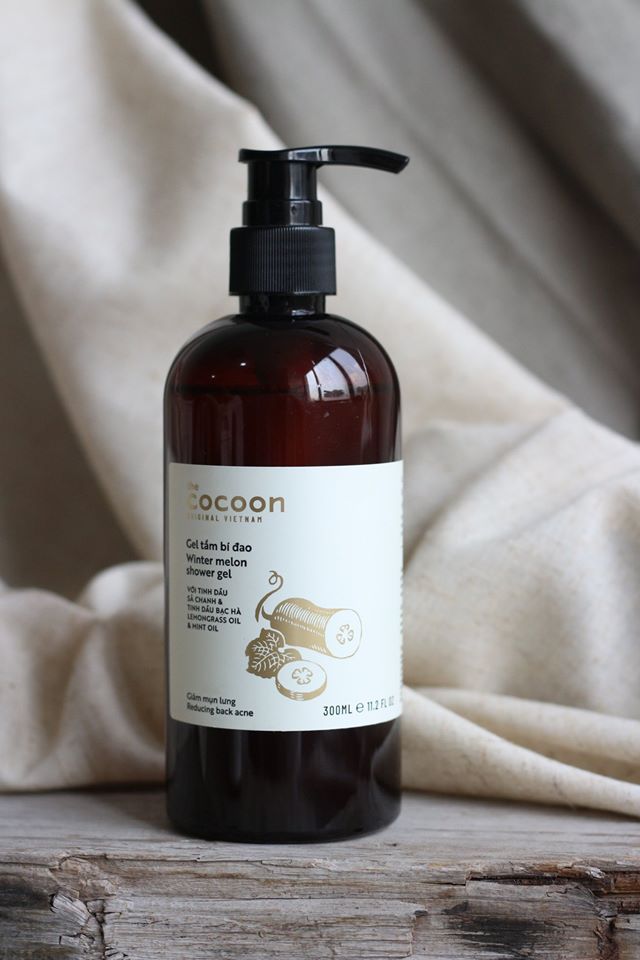 the
cocoon
ORIGINAL VIETNAM
Gel tắm bí đao
Winter melon
shower gel
VỚI TINH DẦU
SẢ CHANH &
TINH DẦU BẠC HÀ
LEMONGRASS OIL
& MINT OIL
Giảm mụn lưng
Reducing back acne
300ML ℮ 11.2 FL OZ